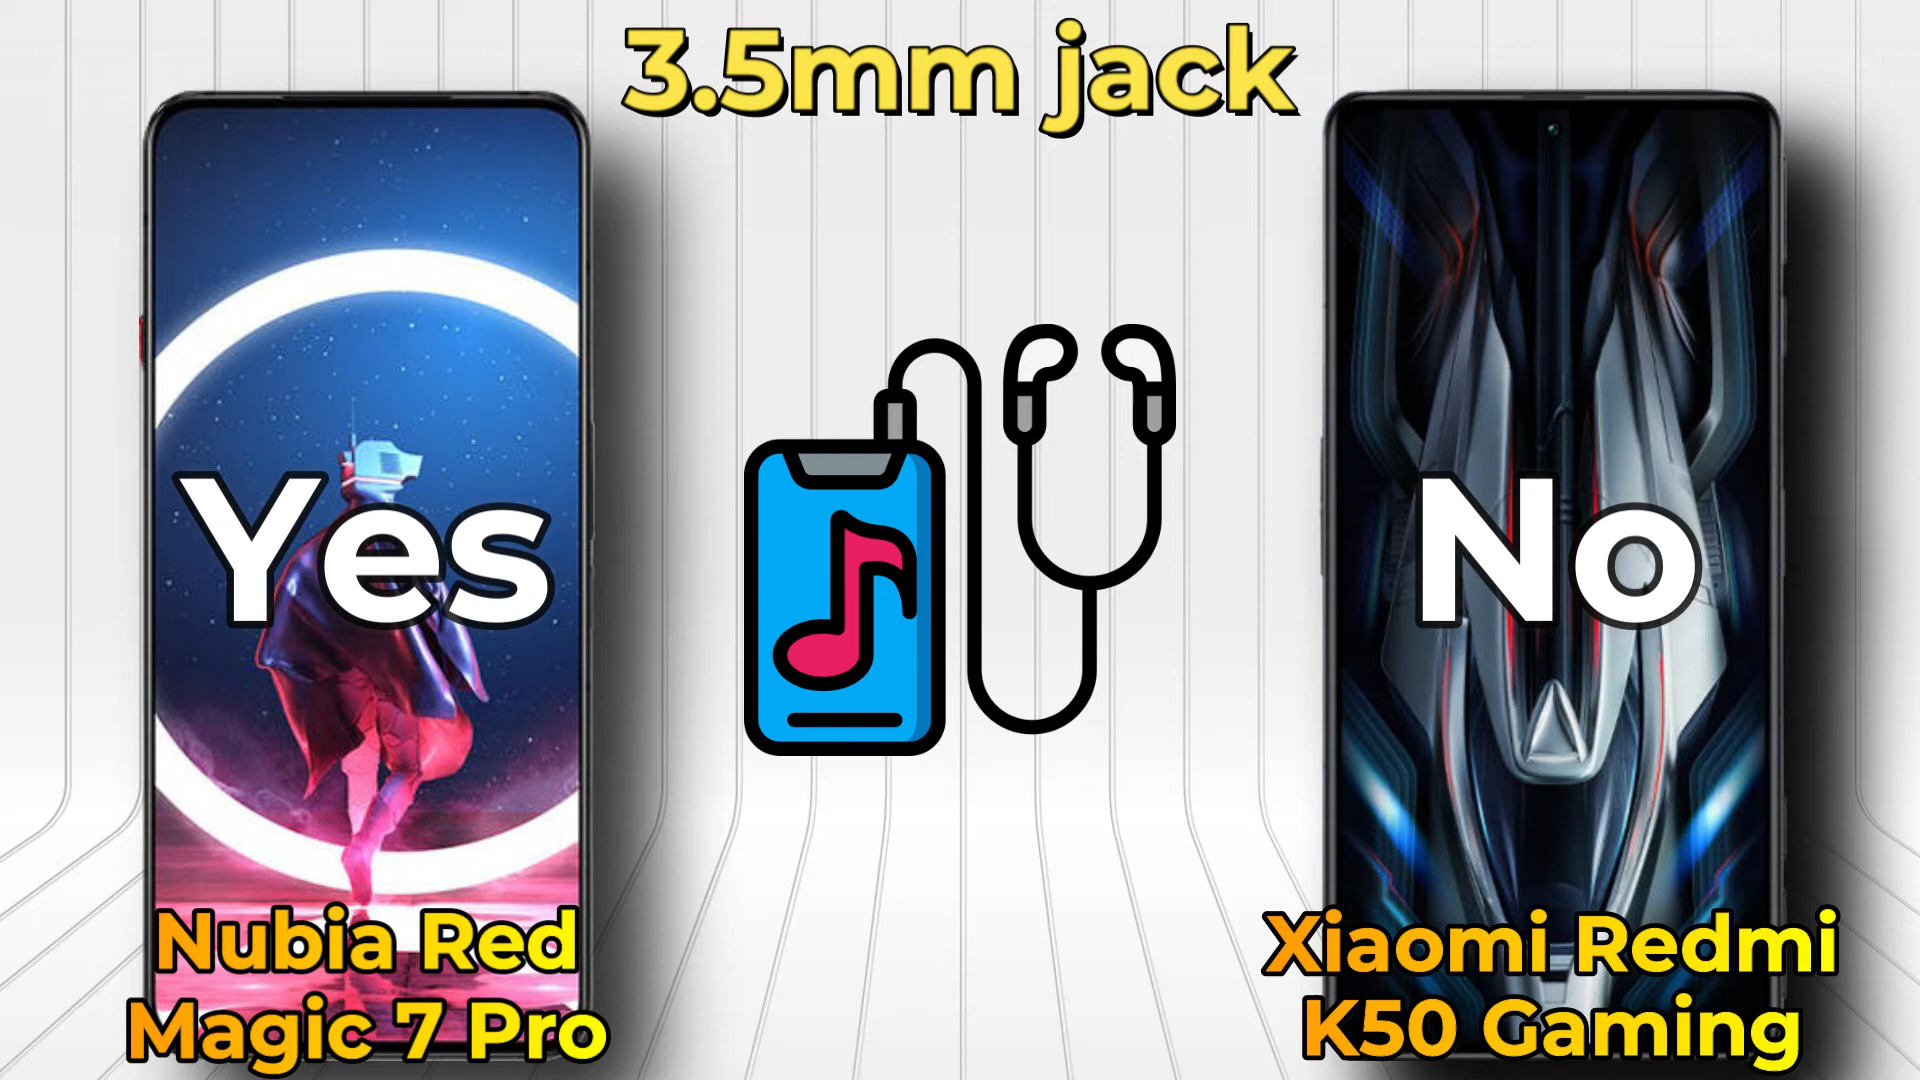 3.5mm jack
Yes
No
Nubia Red
Magic 7 Pro
Xiaomi Redmi
K50 Gaming